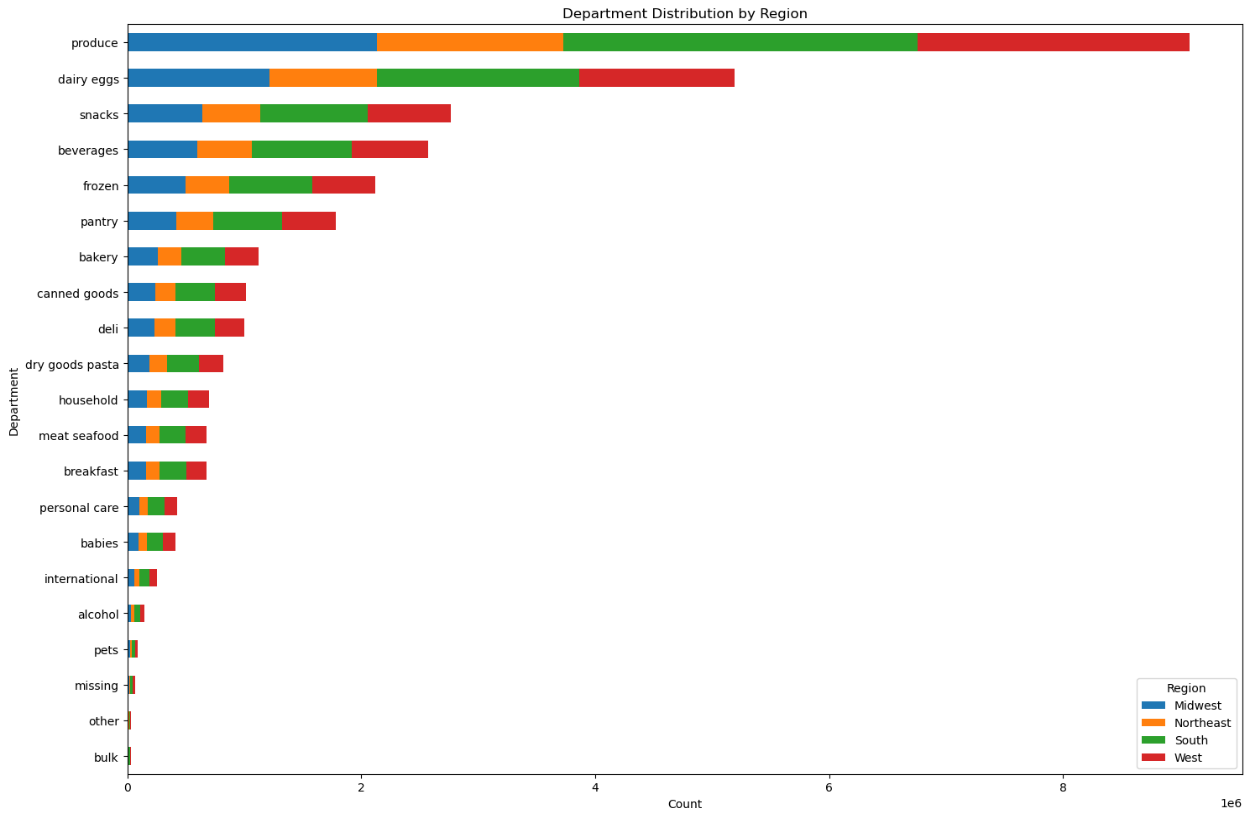 Department Distribution by Region
produce
dairy eggs
snacks
beverages
frozen
pantry
bakery
canned goods
deli
dry goods pasta
household
meat seafood
breakfast
personal care
babies
international
alcohol
pets
missing
other
bulk
Department
Region
Midwest
Northeast
South
West
0 2 4 6 8
Count
1e6